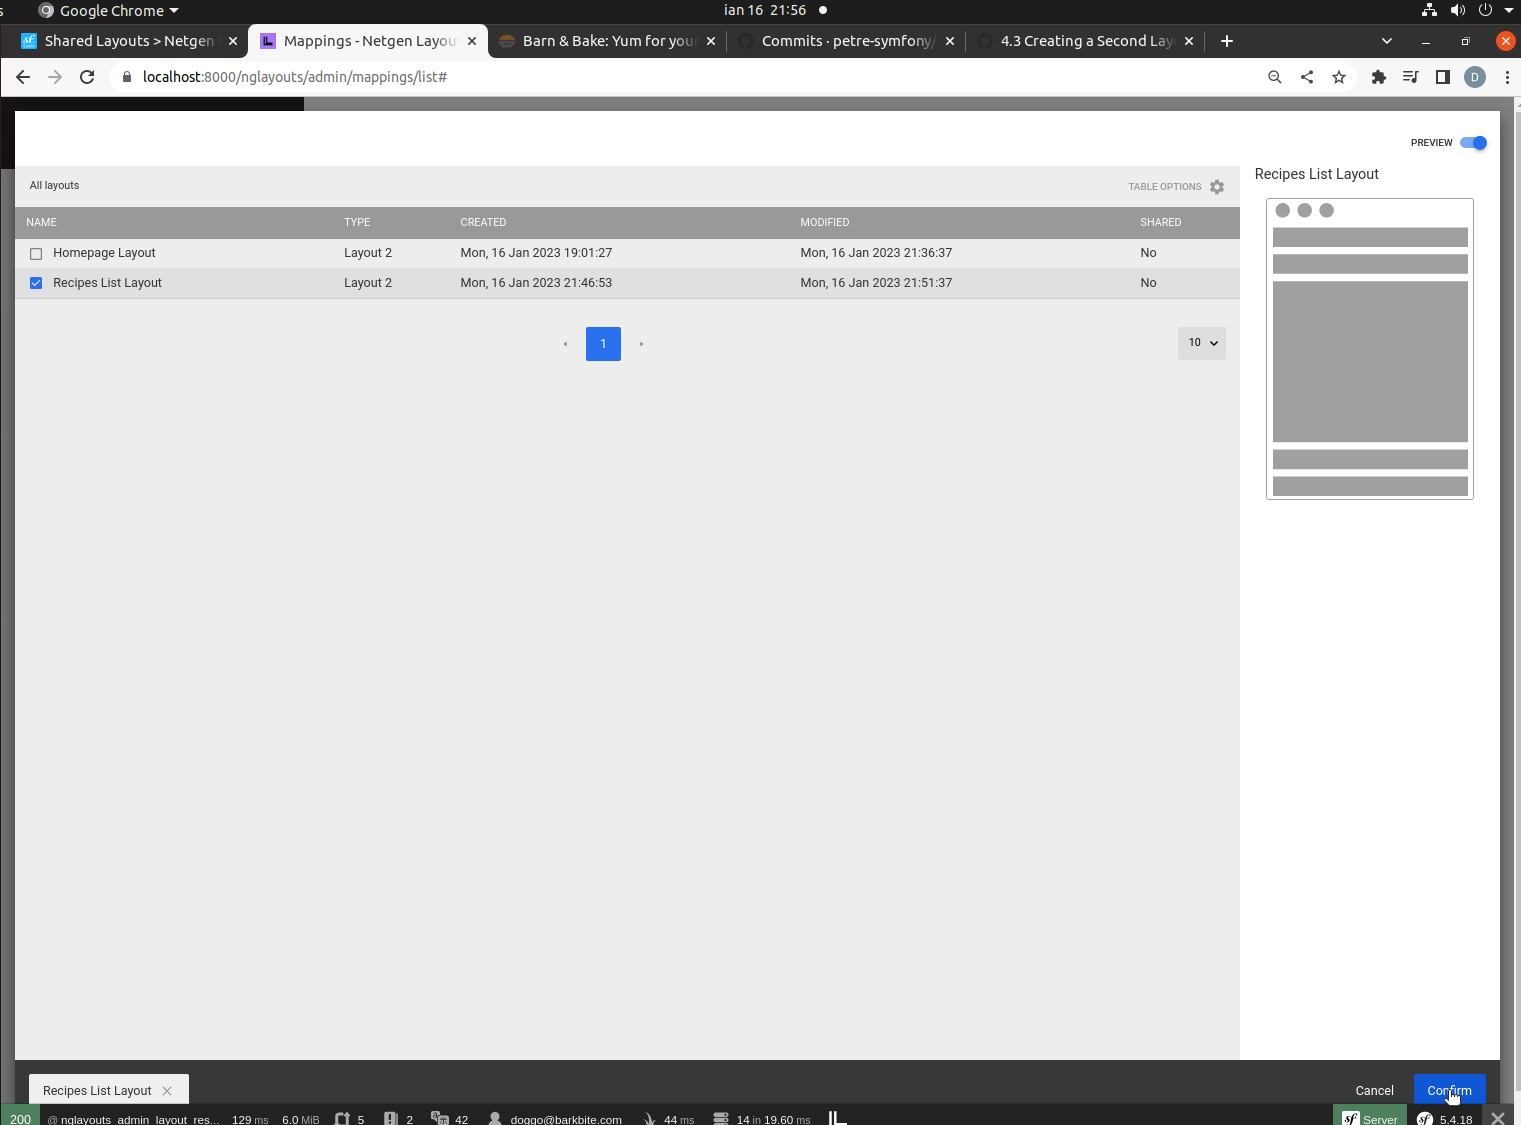 s Google Chrome ian 16 21:56
Shared Layouts > Netgen Mappings - Netgen Layou Barn & Bake: Yum for you Commits · petre-symfony/ 4.3 Creating a Second Lay
localhost:8000/nglayouts/admin/mappings/list# D
PREVIEW
All layouts TABLE OPTIONS
Recipes List Layout
NAME TYPE CREATED MODIFIED SHARED
Homepage Layout Layout 2 Mon, 16 Jan 2023 19:01:27 Mon, 16 Jan 2023 21:36:37 No
Recipes List Layout Layout 2 Mon, 16 Jan 2023 21:46:53 Mon, 16 Jan 2023 21:51:37 No
1 10
Recipes List Layout Cancel Confirm
200 @ nglayouts_admin_layout_res... 129 ms 6.0 MiB 5 2 42 doggo@barkbite.com 44 ms 14 in 19.60 ms sf Server sf 5.4.18